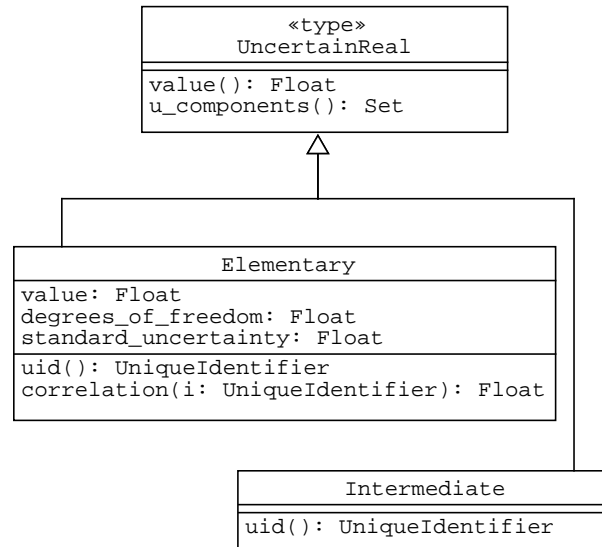 «type»
UncertainReal
value(): Float
u_components(): Set
Elementary
value: Float
degrees_of_freedom: Float
standard_uncertainty: Float
uid(): UniqueIdentifier
correlation(i: UniqueIdentifier): Float
Intermediate
uid(): UniqueIdentifier